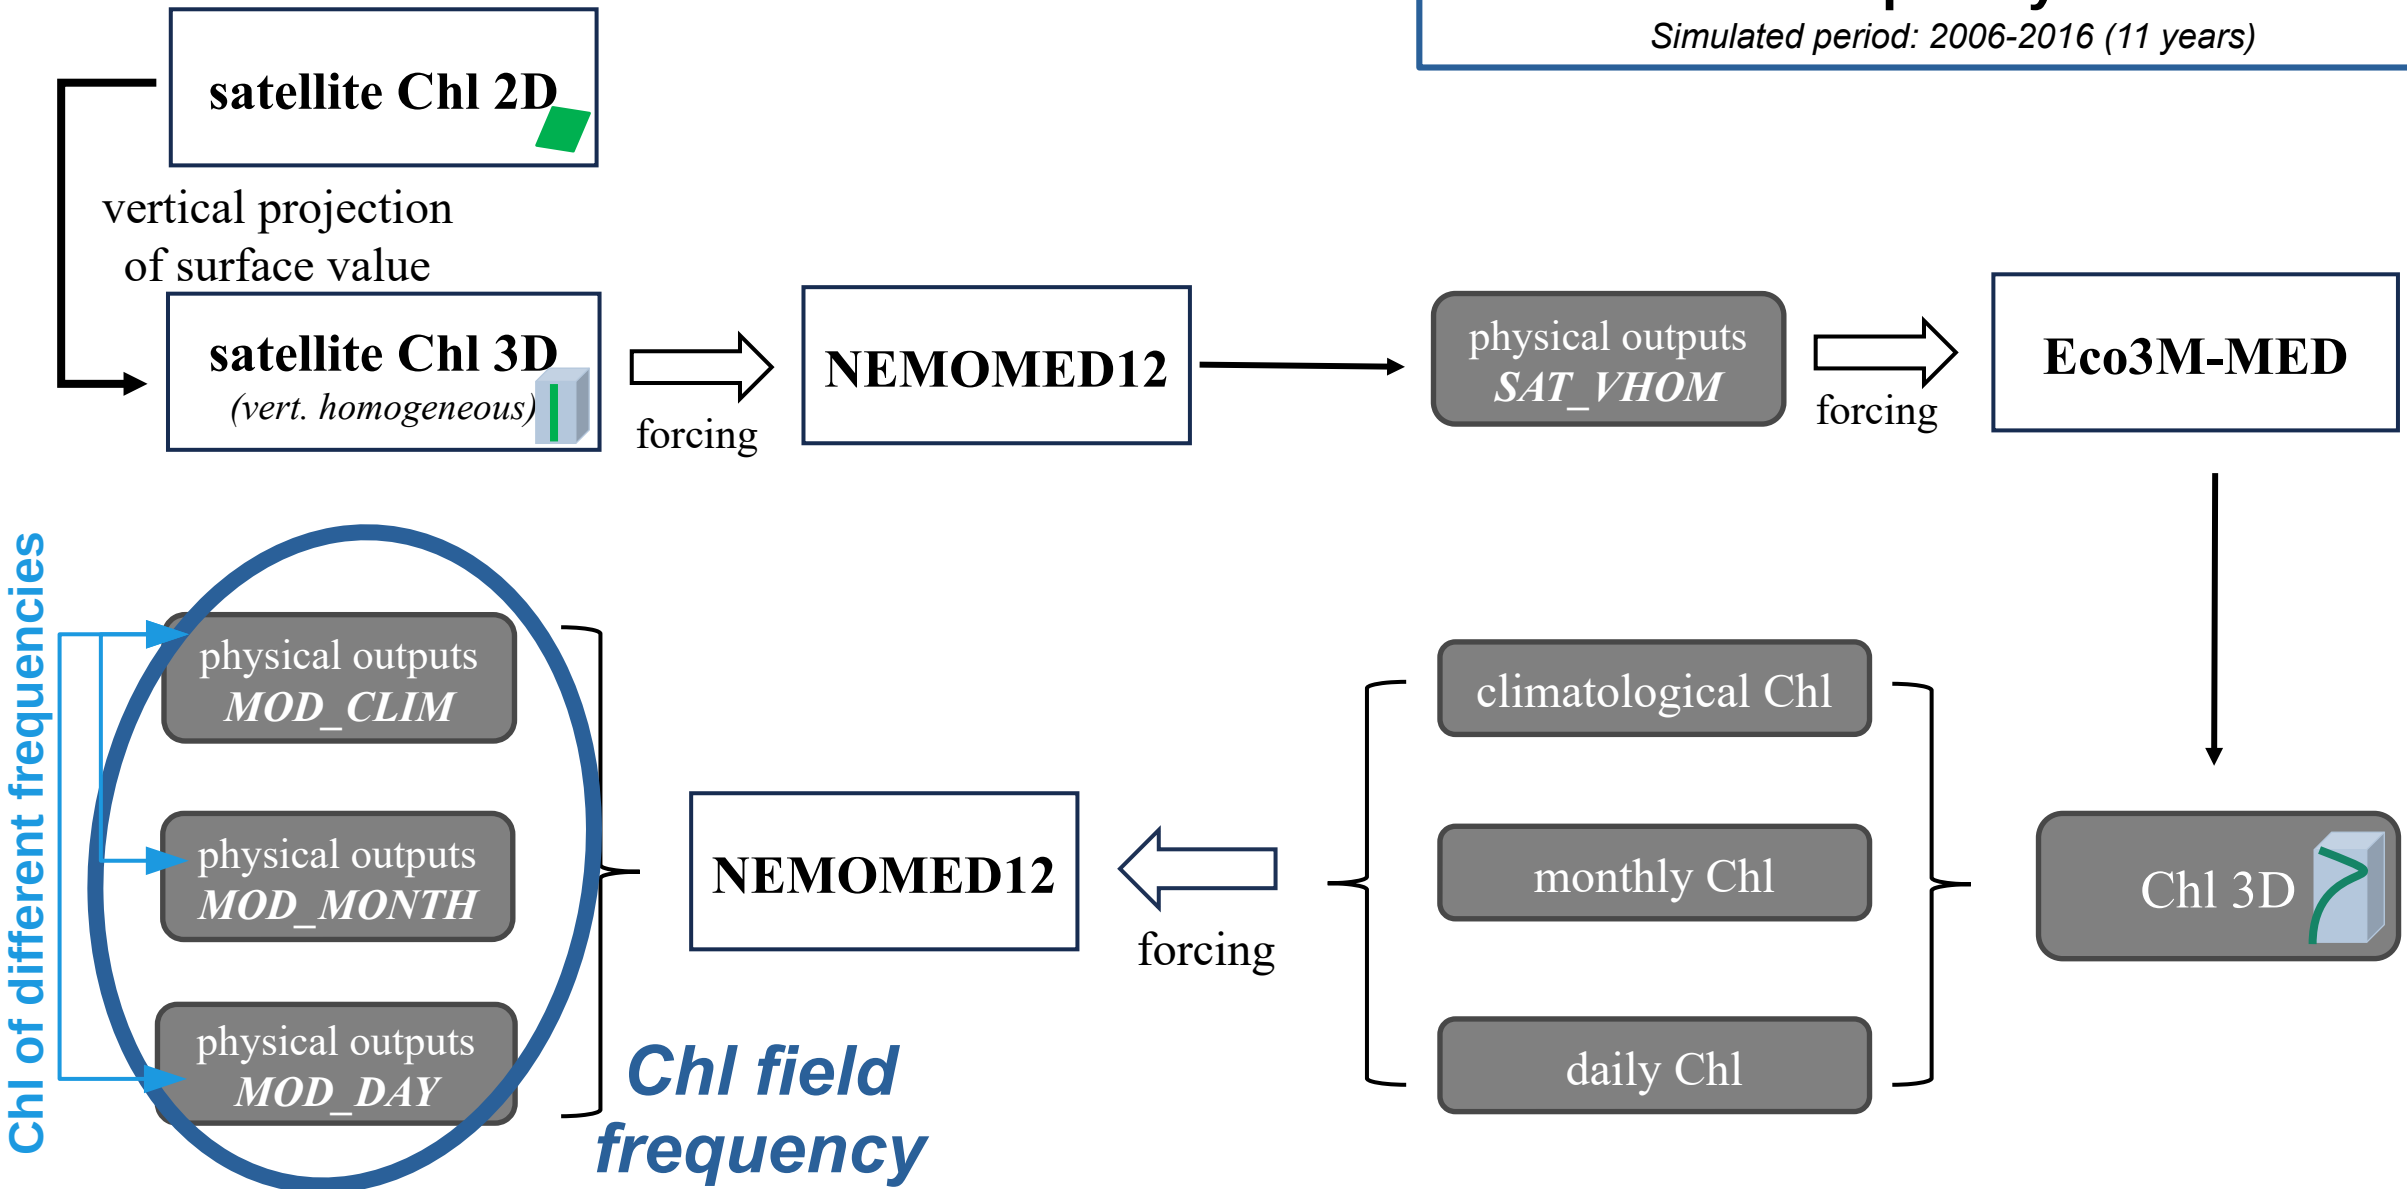 Simulated period: 2006-2016 (11 years)
satellite Chl 2D
vertical projection
of surface value
satellite Chl 3D
(vert. homogeneous)
forcing
NEMOMED12
physical outputs
SAT_VHOM
forcing
Eco3M-MED
Chl of different frequencies
physical outputs
MOD_CLIM
physical outputs
MOD_MONTH
physical outputs
MOD_DAY
Chl field
frequency
NEMOMED12
forcing
climatological Chl
monthly Chl
daily Chl
Chl 3D